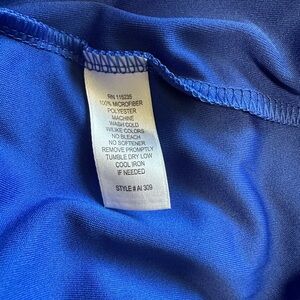 RN 115235
100% MICROFIBER
POLYESTER
MACHINE
WASH COLD
W/LIKE COLORS
NO BLEACH
NO SOFTENER
REMOVE PROMPTLY
TUMBLE DRY LOW
COOL IRON
IF NEEDED
STYLE # AI 309